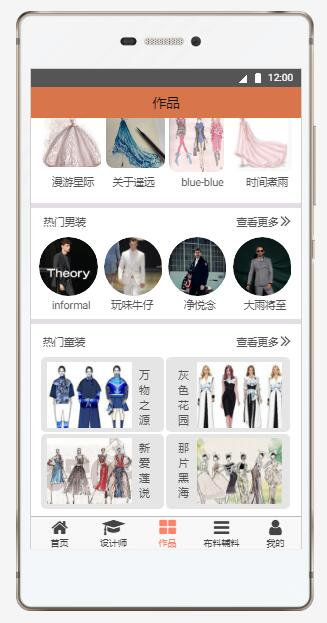 12:00
作品
漫游星际 关于遥远 blue-blue 时间煮雨
热门男装 查看更多
Theory
informal 玩味牛仔 净悦念 大雨将至
热门童装 查看更多
万物之源
灰色花园
新爱莲说
那片黑海
首页 设计师 作品 布料辅料 我的